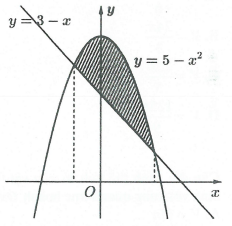 y
y = 3 − x
y = 5 − x²
O
x